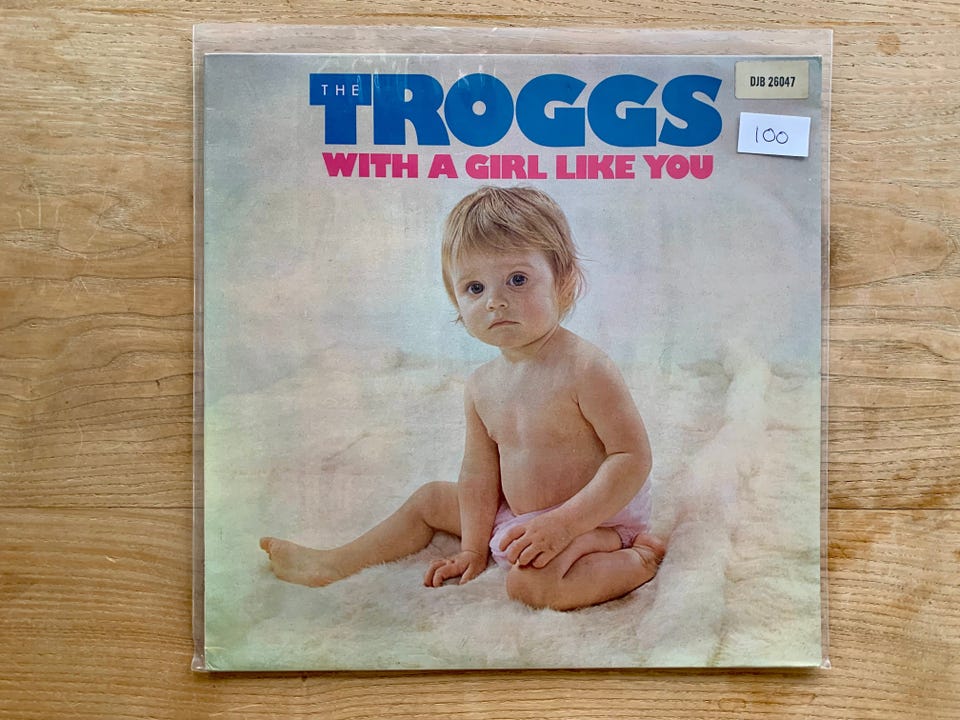 THE TROGGS
WITH A GIRL LIKE YOU
DJB 26047
100